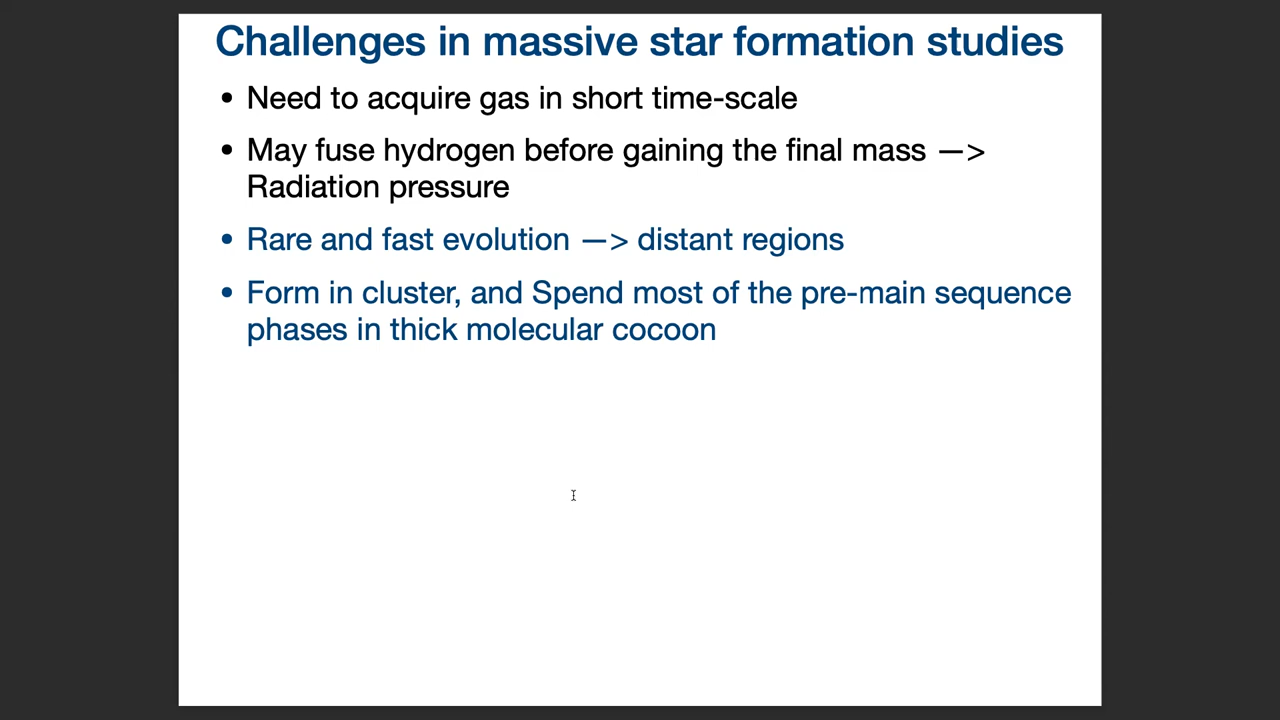 Challenges in massive star formation studies
• Need to acquire gas in short time-scale
• May fuse hydrogen before gaining the final mass —>
Radiation pressure
• Rare and fast evolution —> distant regions
• Form in cluster, and Spend most of the pre-main sequence
phases in thick molecular cocoon